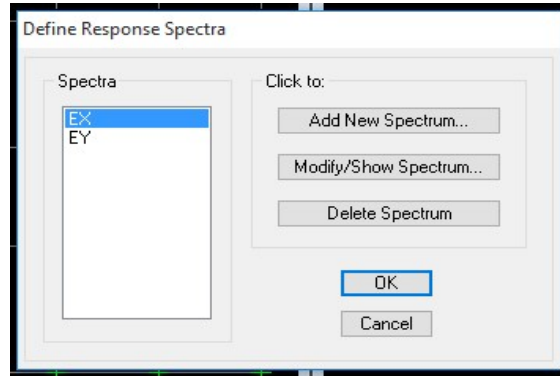 Define Response Spectra
Spectra
EX
EY
Click to:
Add New Spectrum...
Modify/Show Spectrum...
Delete Spectrum
OK
Cancel